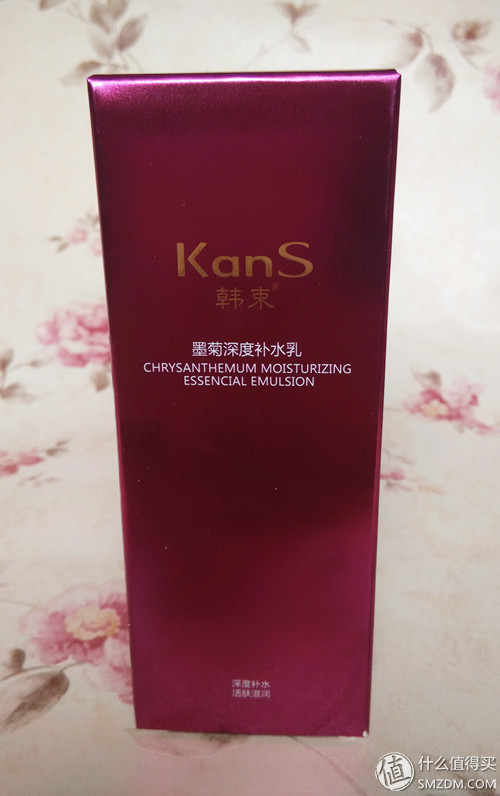 KanS
韩束®
墨菊深度补水乳
CHRYSANTHEMUM MOISTURIZING
ESSENCIAL EMULSION
深度补水
活肤滋润
值 什么值得买
SMZDM.COM